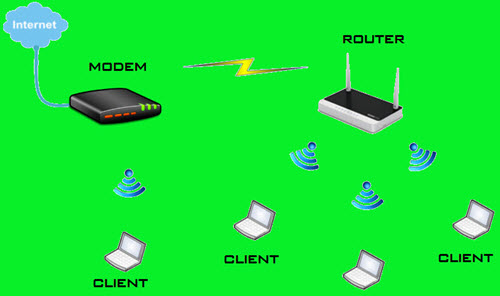 Internet
MODEM
ROUTER
CLIENT
CLIENT
CLIENT